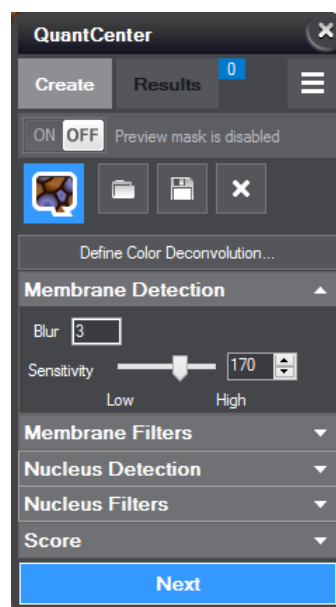 QuantCenter
Create Results 0
ON OFF Preview mask is disabled
Define Color Deconvolution...
Membrane Detection
Blur 3
Sensitivity 170
Low High
Membrane Filters
Nucleus Detection
Nucleus Filters
Score
Next